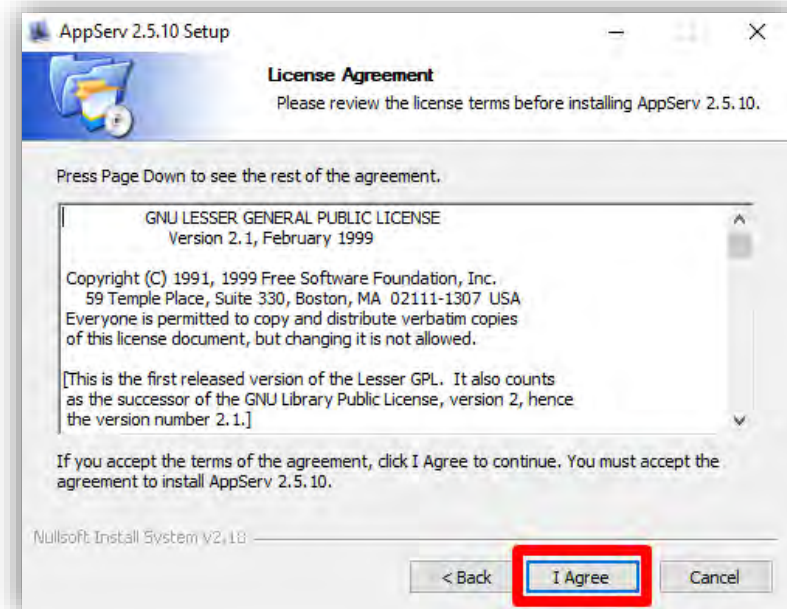 AppServ 2.5.10 Setup
License Agreement
Please review the license terms before installing AppServ 2.5.10.
Press Page Down to see the rest of the agreement.
GNU LESSER GENERAL PUBLIC LICENSE
Version 2.1, February 1999
Copyright (C) 1991, 1999 Free Software Foundation, Inc.
59 Temple Place, Suite 330, Boston, MA 02111-1307 USA
Everyone is permitted to copy and distribute verbatim copies
of this license document, but changing it is not allowed.
[This is the first released version of the Lesser GPL. It also counts
as the successor of the GNU Library Public License, version 2, hence
the version number 2.1.]
If you accept the terms of the agreement, click I Agree to continue. You must accept the
agreement to install AppServ 2.5.10.
Nullsoft Install System v2.18
< Back I Agree Cancel